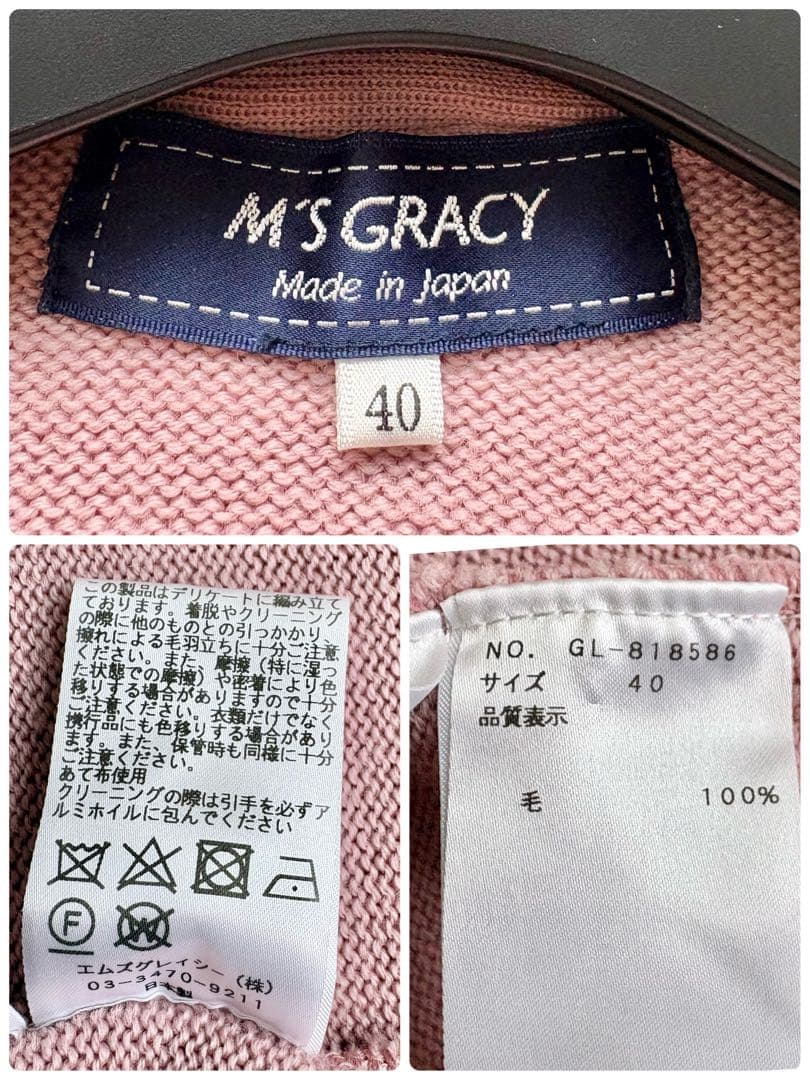 M'S GRACY
Made in Japan
40
この製品はデリケートに編み立て
ております。着脱やクリーニング
の際に他のものとの引っかかり、
擦れによる毛羽立ちに十分ご注意
ください。また、摩擦（特に湿っ
た状態での摩擦）や密着により色
移りする場合がありますので十分
ご注意ください。衣類だけでなく
携行品にも色移りする場合があり
ます。また、保管時も同様に十分
ご注意ください。
あて布使用
クリーニングの際は引手を必ずア
ルミホイルに包んでください
F
W
エムズグレイシー（株）
03-3470-9211
日本製
NO. GL-818586
サイズ 40
品質表示
毛 100%